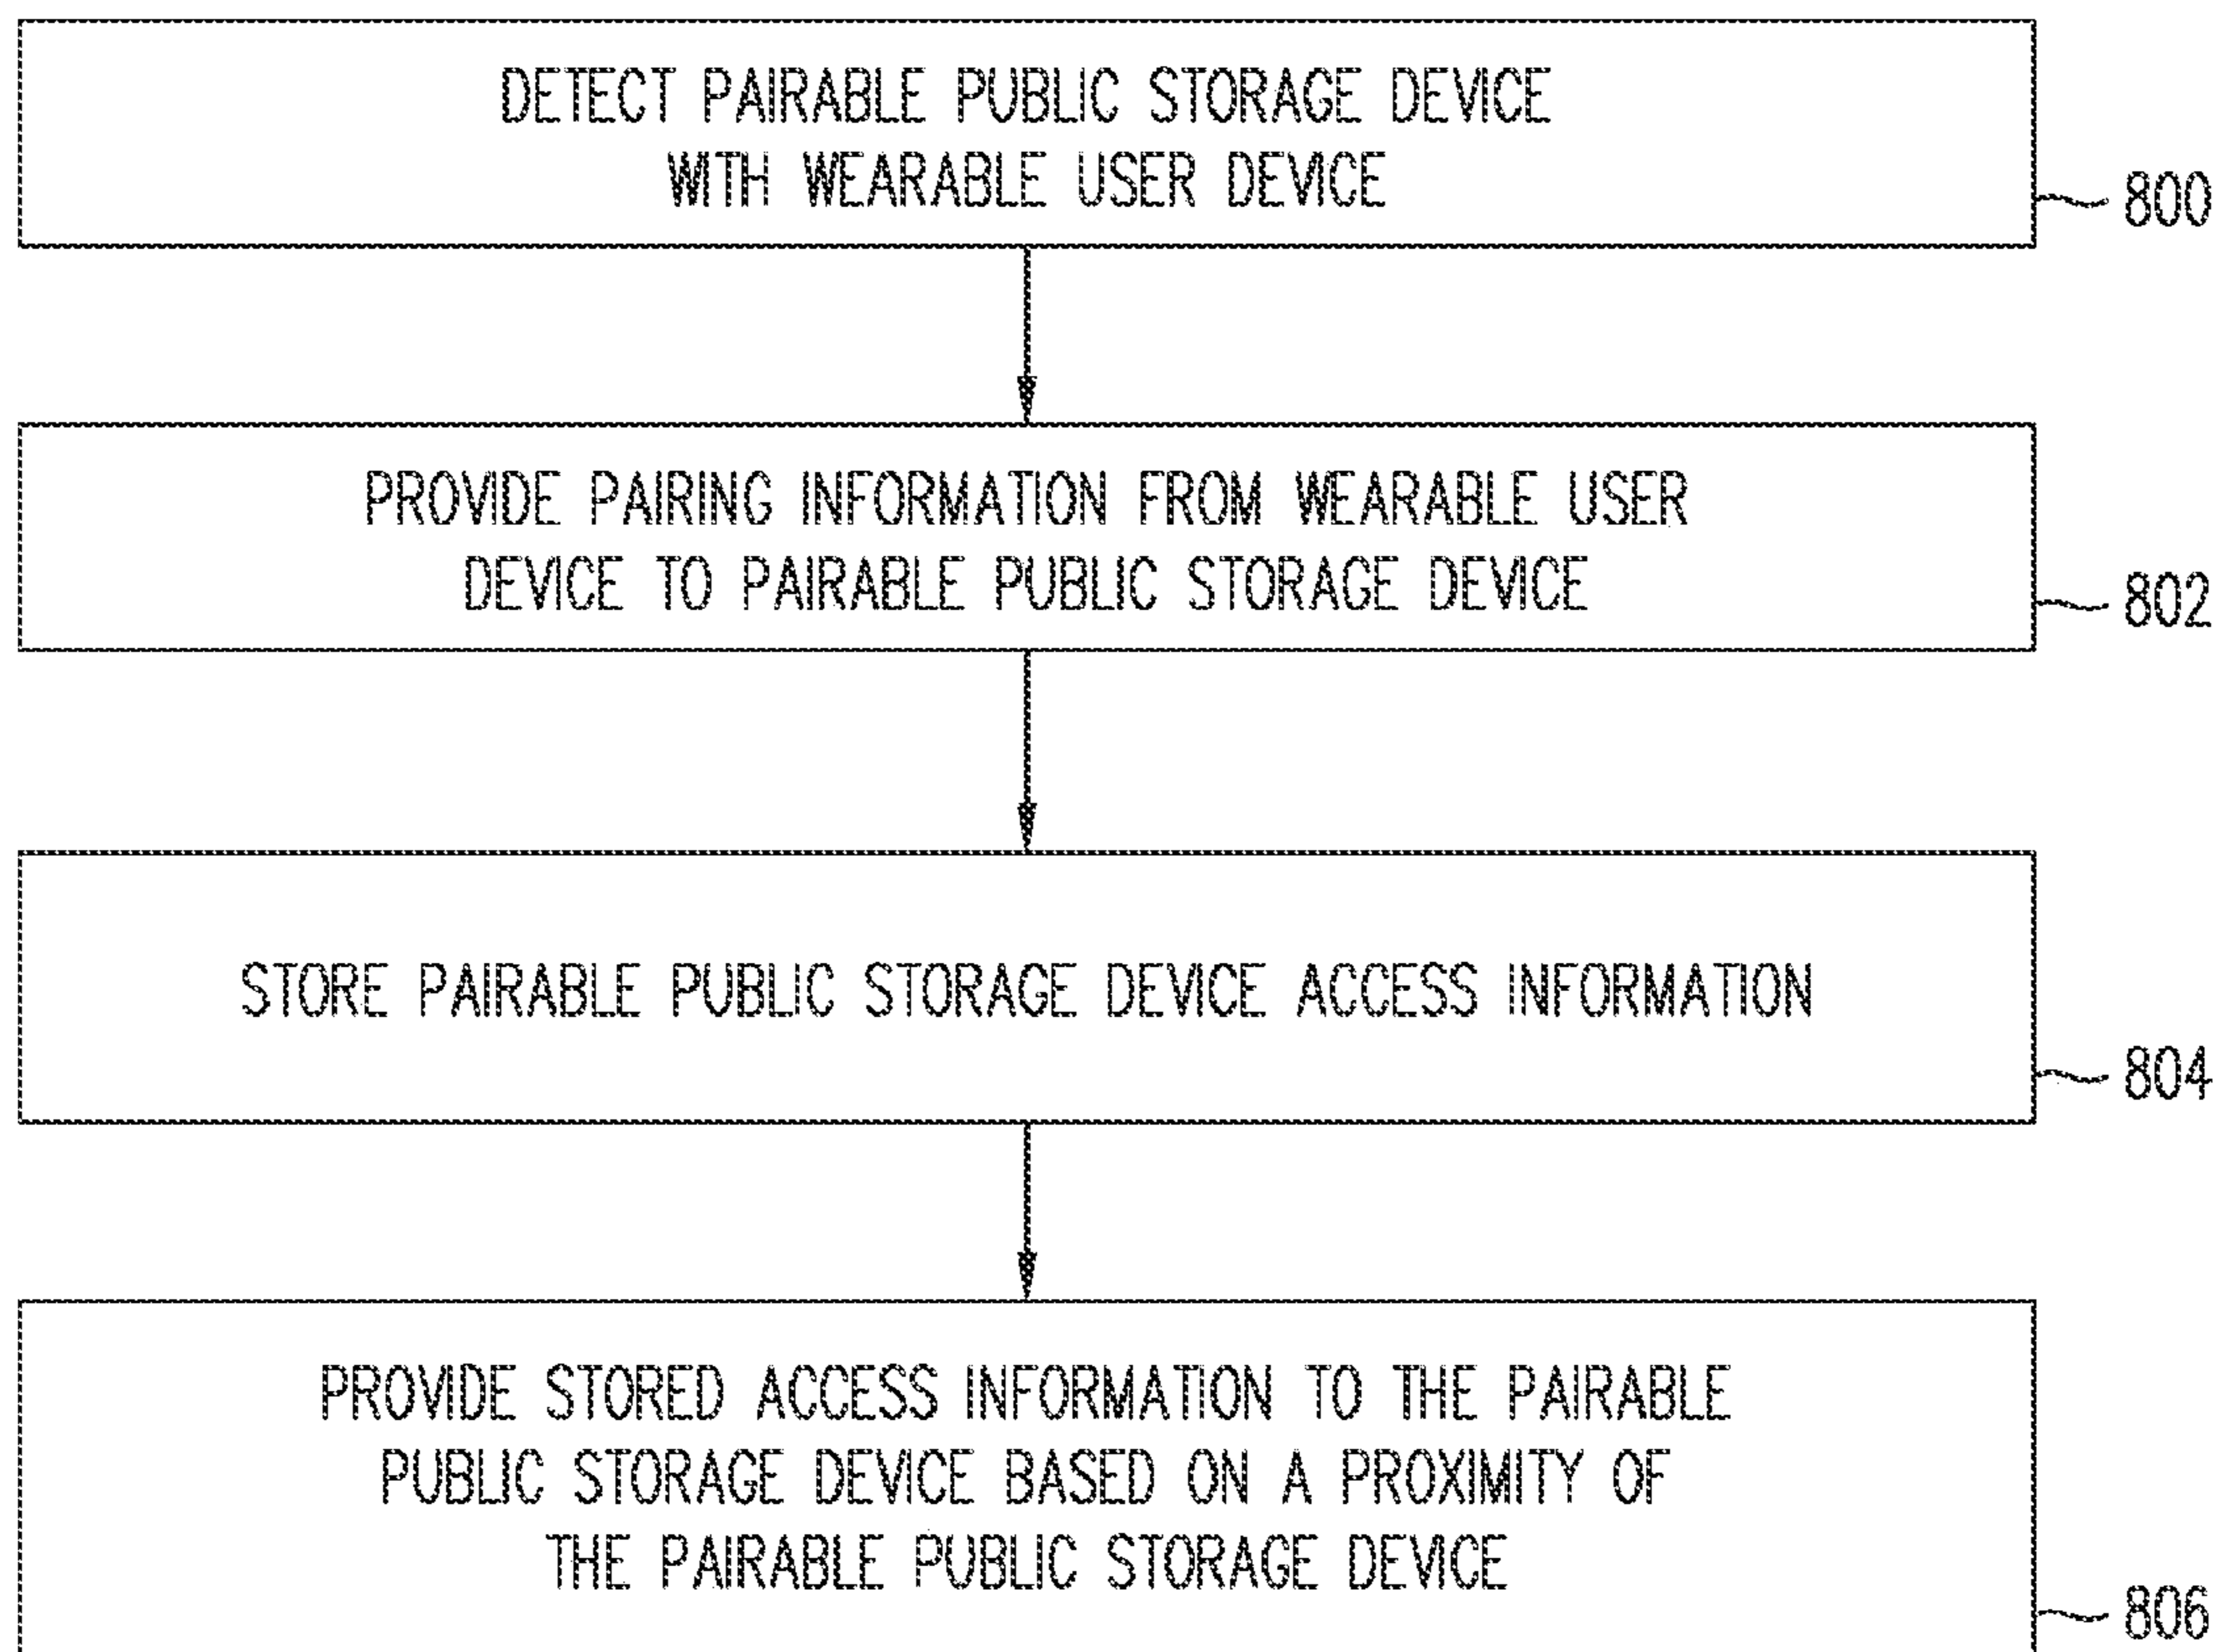 DETECT PAIRABLE PUBLIC STORAGE DEVICE
WITH WEARABLE USER DEVICE
800
PROVIDE PAIRING INFORMATION FROM WEARABLE USER
DEVICE TO PAIRABLE PUBLIC STORAGE DEVICE
802
STORE PAIRABLE PUBLIC STORAGE DEVICE ACCESS INFORMATION
804
PROVIDE STORED ACCESS INFORMATION TO THE PAIRABLE
PUBLIC STORAGE DEVICE BASED ON A PROXIMITY OF
THE PAIRABLE PUBLIC STORAGE DEVICE
806